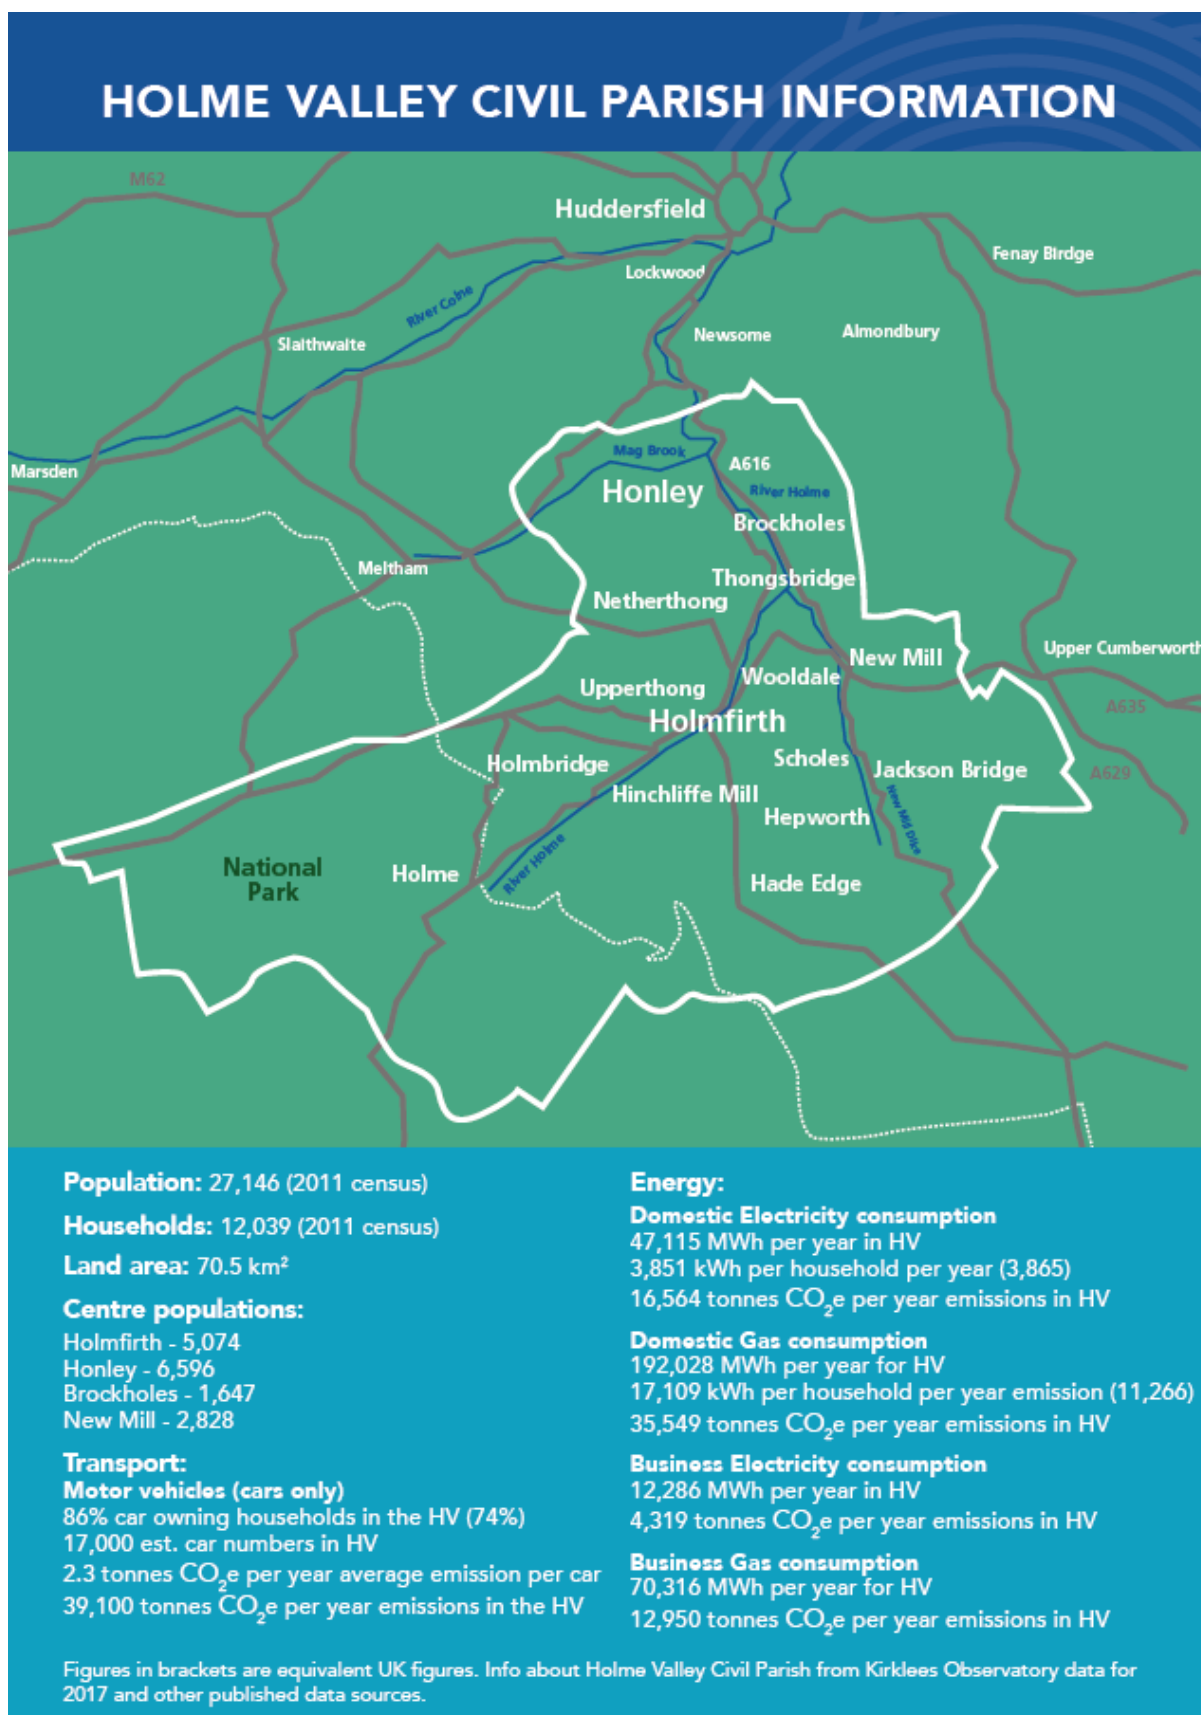 HOLME VALLEY CIVIL PARISH INFORMATION
M62
Huddersfield
Fenay Birdge
Lockwood
River Colne
Newsome
Almondbury
Slaithwaite
Mag Brook
A616
Marsden
Honley
River Holme
Brockholes
Meltham
Thongsbridge
Netherthong
New Mill
Upper Cumberworth
Wooldale
Upperthong
A635
Holmfirth
Scholes
Holmbridge
Jackson Bridge
A629
Hinchliffe Mill
Hepworth
New Mill Dike
River Holme
National
Park
Holme
Hade Edge
Population: 27,146 (2011 census)
Households: 12,039 (2011 census)
Land area: 70.5 km²
Centre populations:
Holmfirth - 5,074
Honley - 6,596
Brockholes - 1,647
New Mill - 2,828
Transport:
Motor vehicles (cars only)
86% car owning households in the HV (74%)
17,000 est. car numbers in HV
2.3 tonnes CO₂e per year average emission per car
39,100 tonnes CO₂e per year emissions in the HV
Energy:
Domestic Electricity consumption
47,115 MWh per year in HV
3,851 kWh per household per year (3,865)
16,564 tonnes CO₂e per year emissions in HV
Domestic Gas consumption
192,028 MWh per year for HV
17,109 kWh per household per year emission (11,266)
35,549 tonnes CO₂e per year emissions in HV
Business Electricity consumption
12,286 MWh per year in HV
4,319 tonnes CO₂e per year emissions in HV
Business Gas consumption
70,316 MWh per year for HV
12,950 tonnes CO₂e per year emissions in HV
Figures in brackets are equivalent UK figures. Info about Holme Valley Civil Parish from Kirklees Observatory data for
2017 and other published data sources.